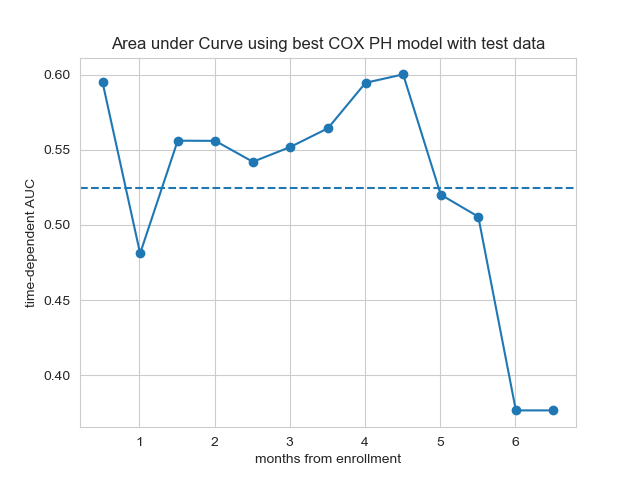 Area under Curve using best COX PH model with test data
time-dependent AUC
0.60
0.55
0.50
0.45
0.40
1 2 3 4 5 6
months from enrollment